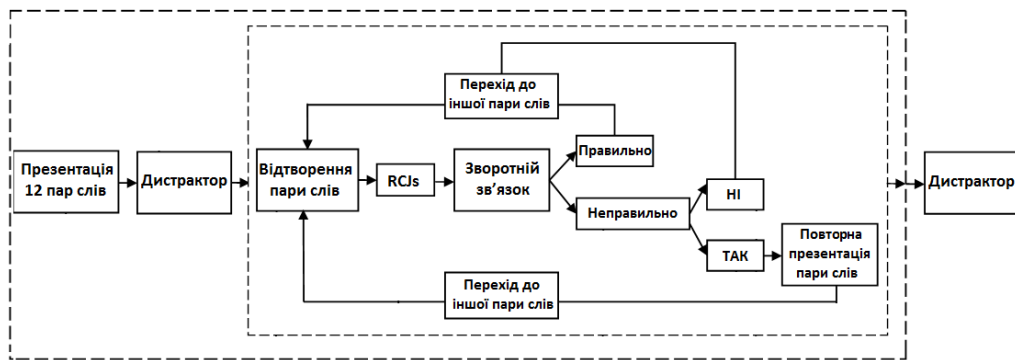 Презентація
12 пар слів
Дистрактор
Відтворення
пари слів
RCJs
Зворотній
зв’язок
Перехід до
іншої пари слів
Правильно
Неправильно
НІ
ТАК
Повторна
презентація
пари слів
Перехід до
іншої пари слів
Дистрактор